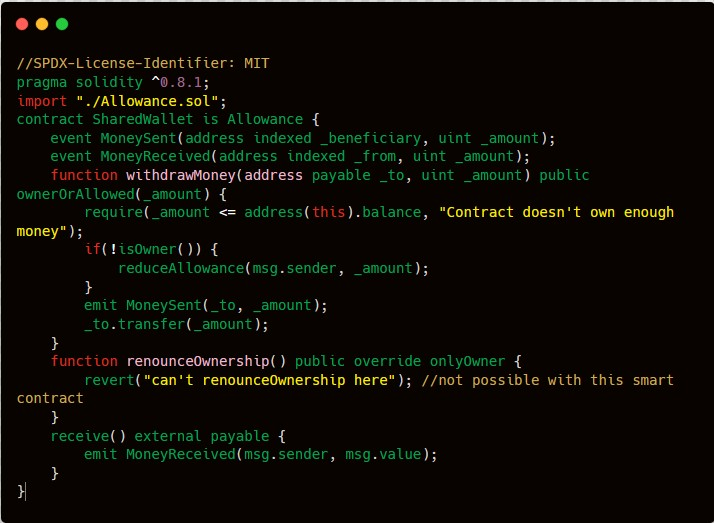 //SPDX-License-Identifier: MIT
pragma solidity ^0.8.1;
import "./Allowance.sol";
contract SharedWallet is Allowance {
    event MoneySent(address indexed _beneficiary, uint _amount);
    event MoneyReceived(address indexed _from, uint _amount);
    function withdrawMoney(address payable _to, uint _amount) public
ownerOrAllowed(_amount) {
        require(_amount <= address(this).balance, "Contract doesn't own enough
money");
        if(!isOwner()) {
            reduceAllowance(msg.sender, _amount);
        }
        emit MoneySent(_to, _amount);
        _to.transfer(_amount);
    }
    function renounceOwnership() public override onlyOwner {
        revert("can't renounceOwnership here"); //not possible with this smart
contract
    }
    receive() external payable {
        emit MoneyReceived(msg.sender, msg.value);
    }
}